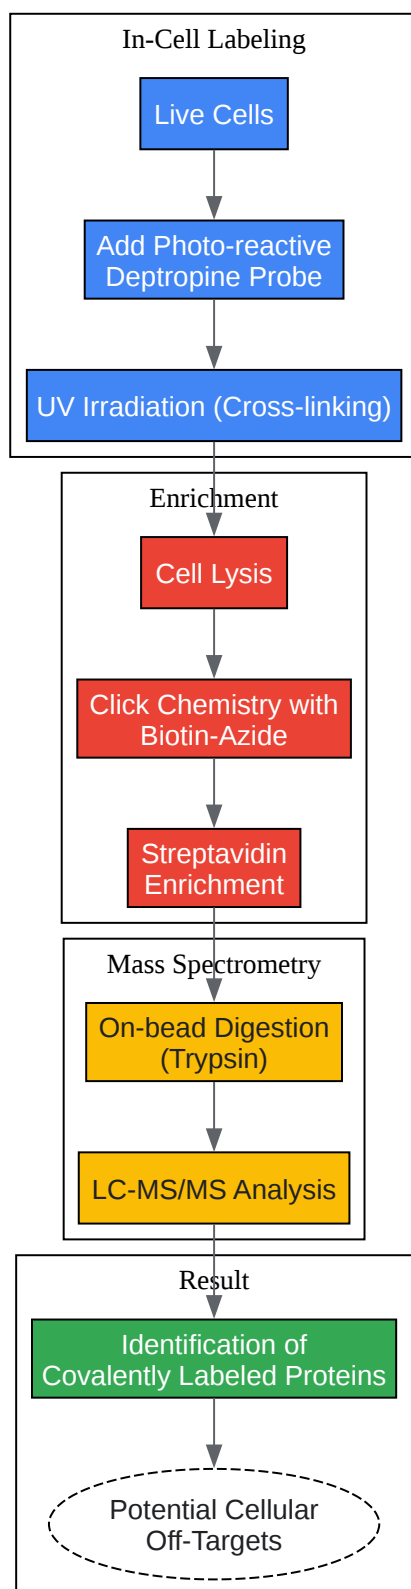 In-Cell Labeling
Live Cells
Add Photo-reactive
Deptropine Probe
UV Irradiation (Cross-linking)
Enrichment
Cell Lysis
Click Chemistry with
Biotin-Azide
Streptavidin
Enrichment
Mass Spectrometry
On-bead Digestion
(Trypsin)
LC-MS/MS Analysis
Result
Identification of
Covalently Labeled Proteins
Potential Cellular
Off-Targets